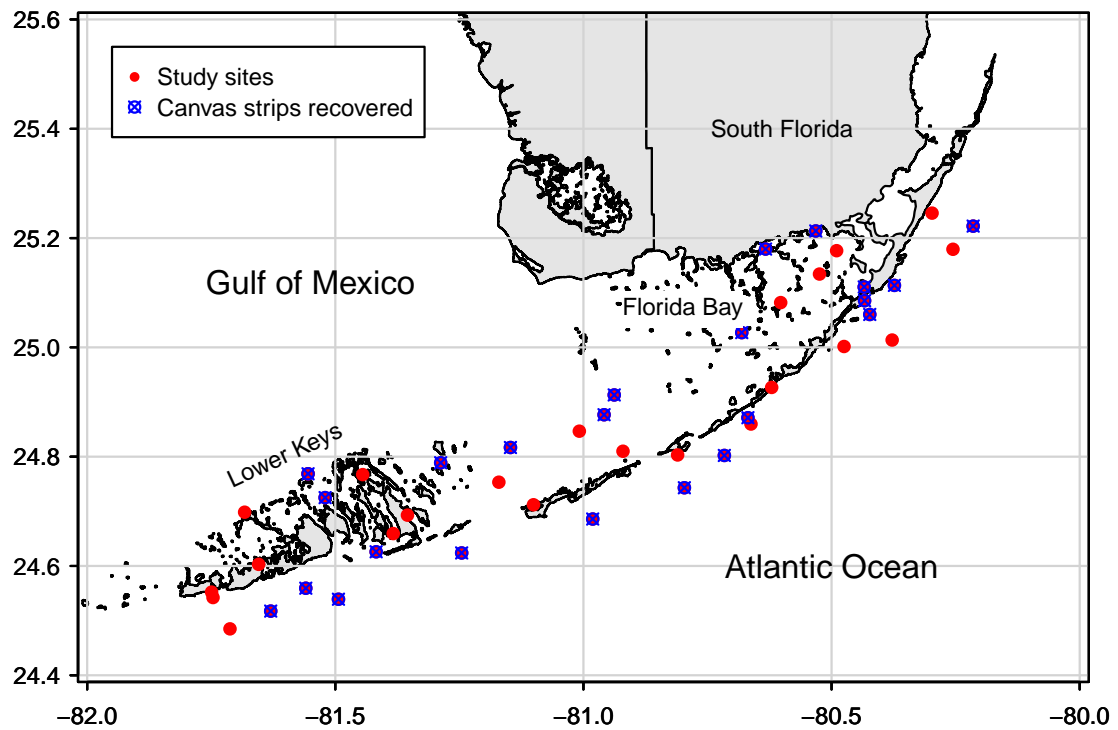 25.6
Study sites
Canvas strips recovered
25.4
South Florida
25.2
Gulf of Mexico
Florida Bay
25.0
24.8
Lower Keys
24.6
Atlantic Ocean
24.4
−82.0 −81.5 −81.0 −80.5 −80.0